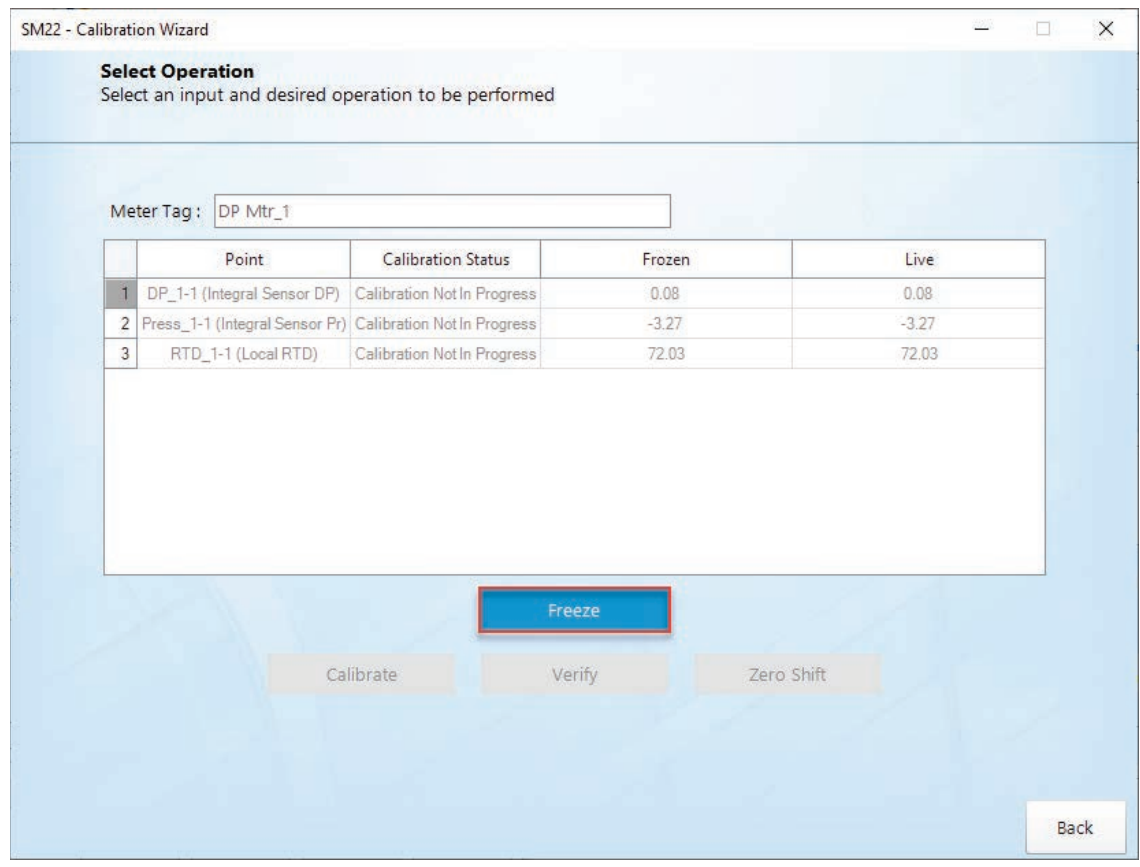 SM22 - Calibration Wizard
Select Operation
Select an input and desired operation to be performed
Meter Tag : DP Mtr_1
Point Calibration Status Frozen Live
1 DP_1-1 (Integral Sensor DP) Calibration Not In Progress 0.08 0.08
2 Press_1-1 (Integral Sensor Pr) Calibration Not In Progress -3.27 -3.27
3 RTD_1-1 (Local RTD) Calibration Not In Progress 72.03 72.03
Freeze
Calibrate Verify Zero Shift
Back